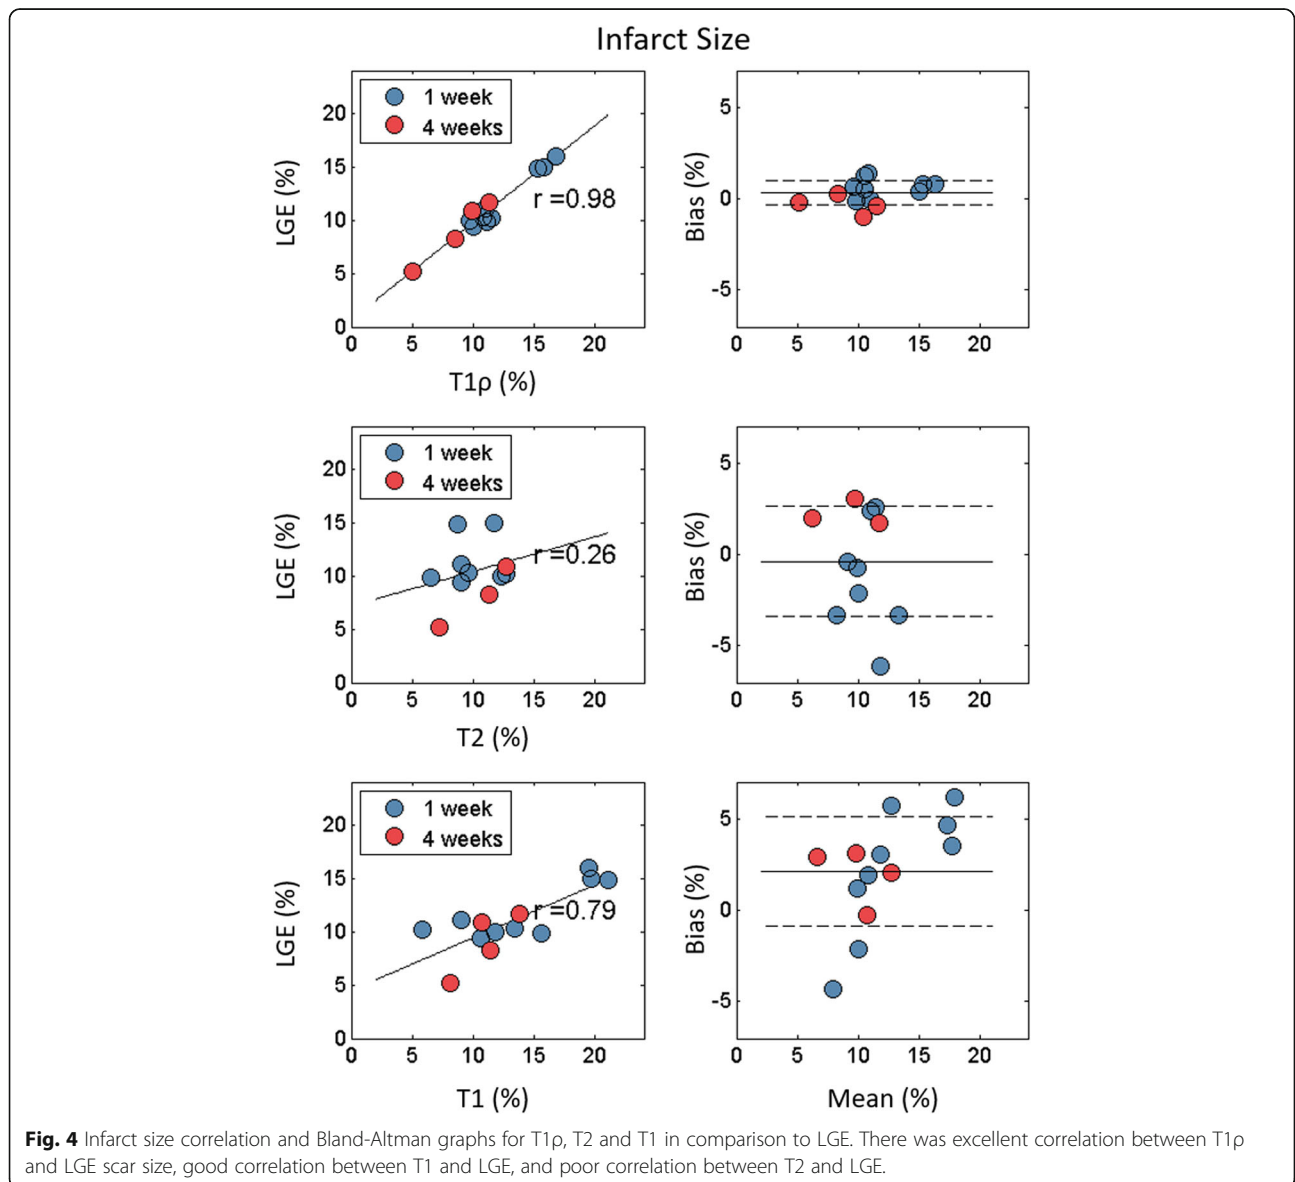 Infarct Size
1 week
4 weeks
LGE (%)
20
15
10
5
0
r =0.98
0 5 10 15 20
T1ρ (%)
Bias (%)
5
0
-5
0 5 10 15 20
1 week
4 weeks
LGE (%)
20
15
10
5
0
r =0.26
0 5 10 15 20
T2 (%)
Bias (%)
5
0
-5
0 5 10 15 20
1 week
4 weeks
LGE (%)
20
15
10
5
0
r =0.79
0 5 10 15 20
T1 (%)
Bias (%)
5
0
-5
0 5 10 15 20
Mean (%)
Fig. 4 Infarct size correlation and Bland-Altman graphs for T1ρ, T2 and T1 in comparison to LGE. There was excellent correlation between T1ρ
and LGE scar size, good correlation between T1 and LGE, and poor correlation between T2 and LGE.